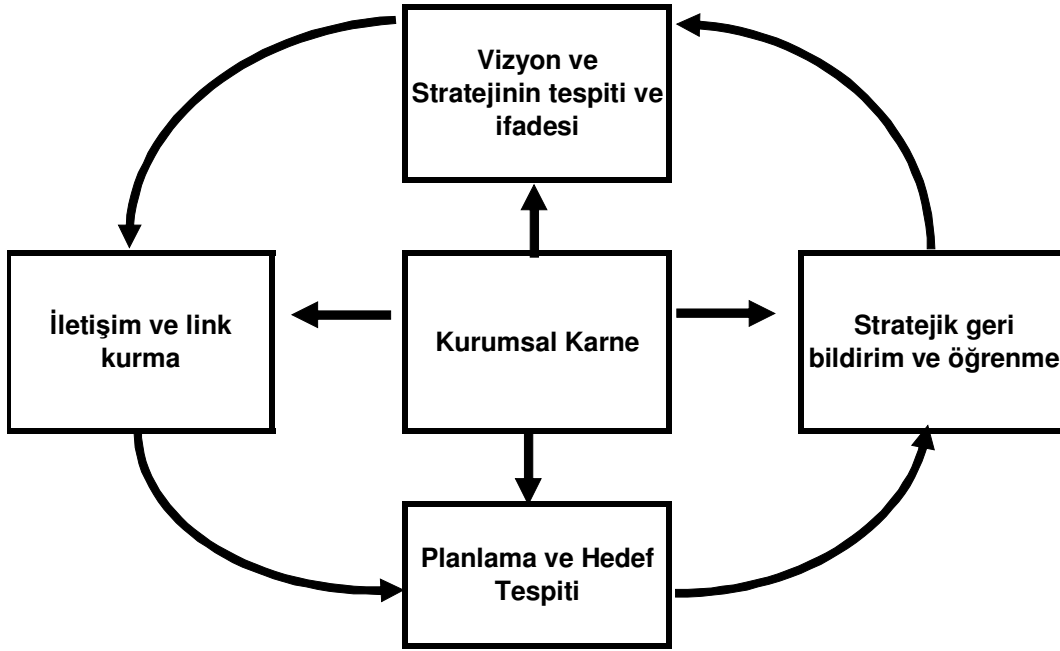 Vizyon ve
Stratejinin tespiti ve
ifadesi
İletişim ve link
kurma
Kurumsal Karne
Stratejik geri
bildirim ve öğrenme
Planlama ve Hedef
Tespiti